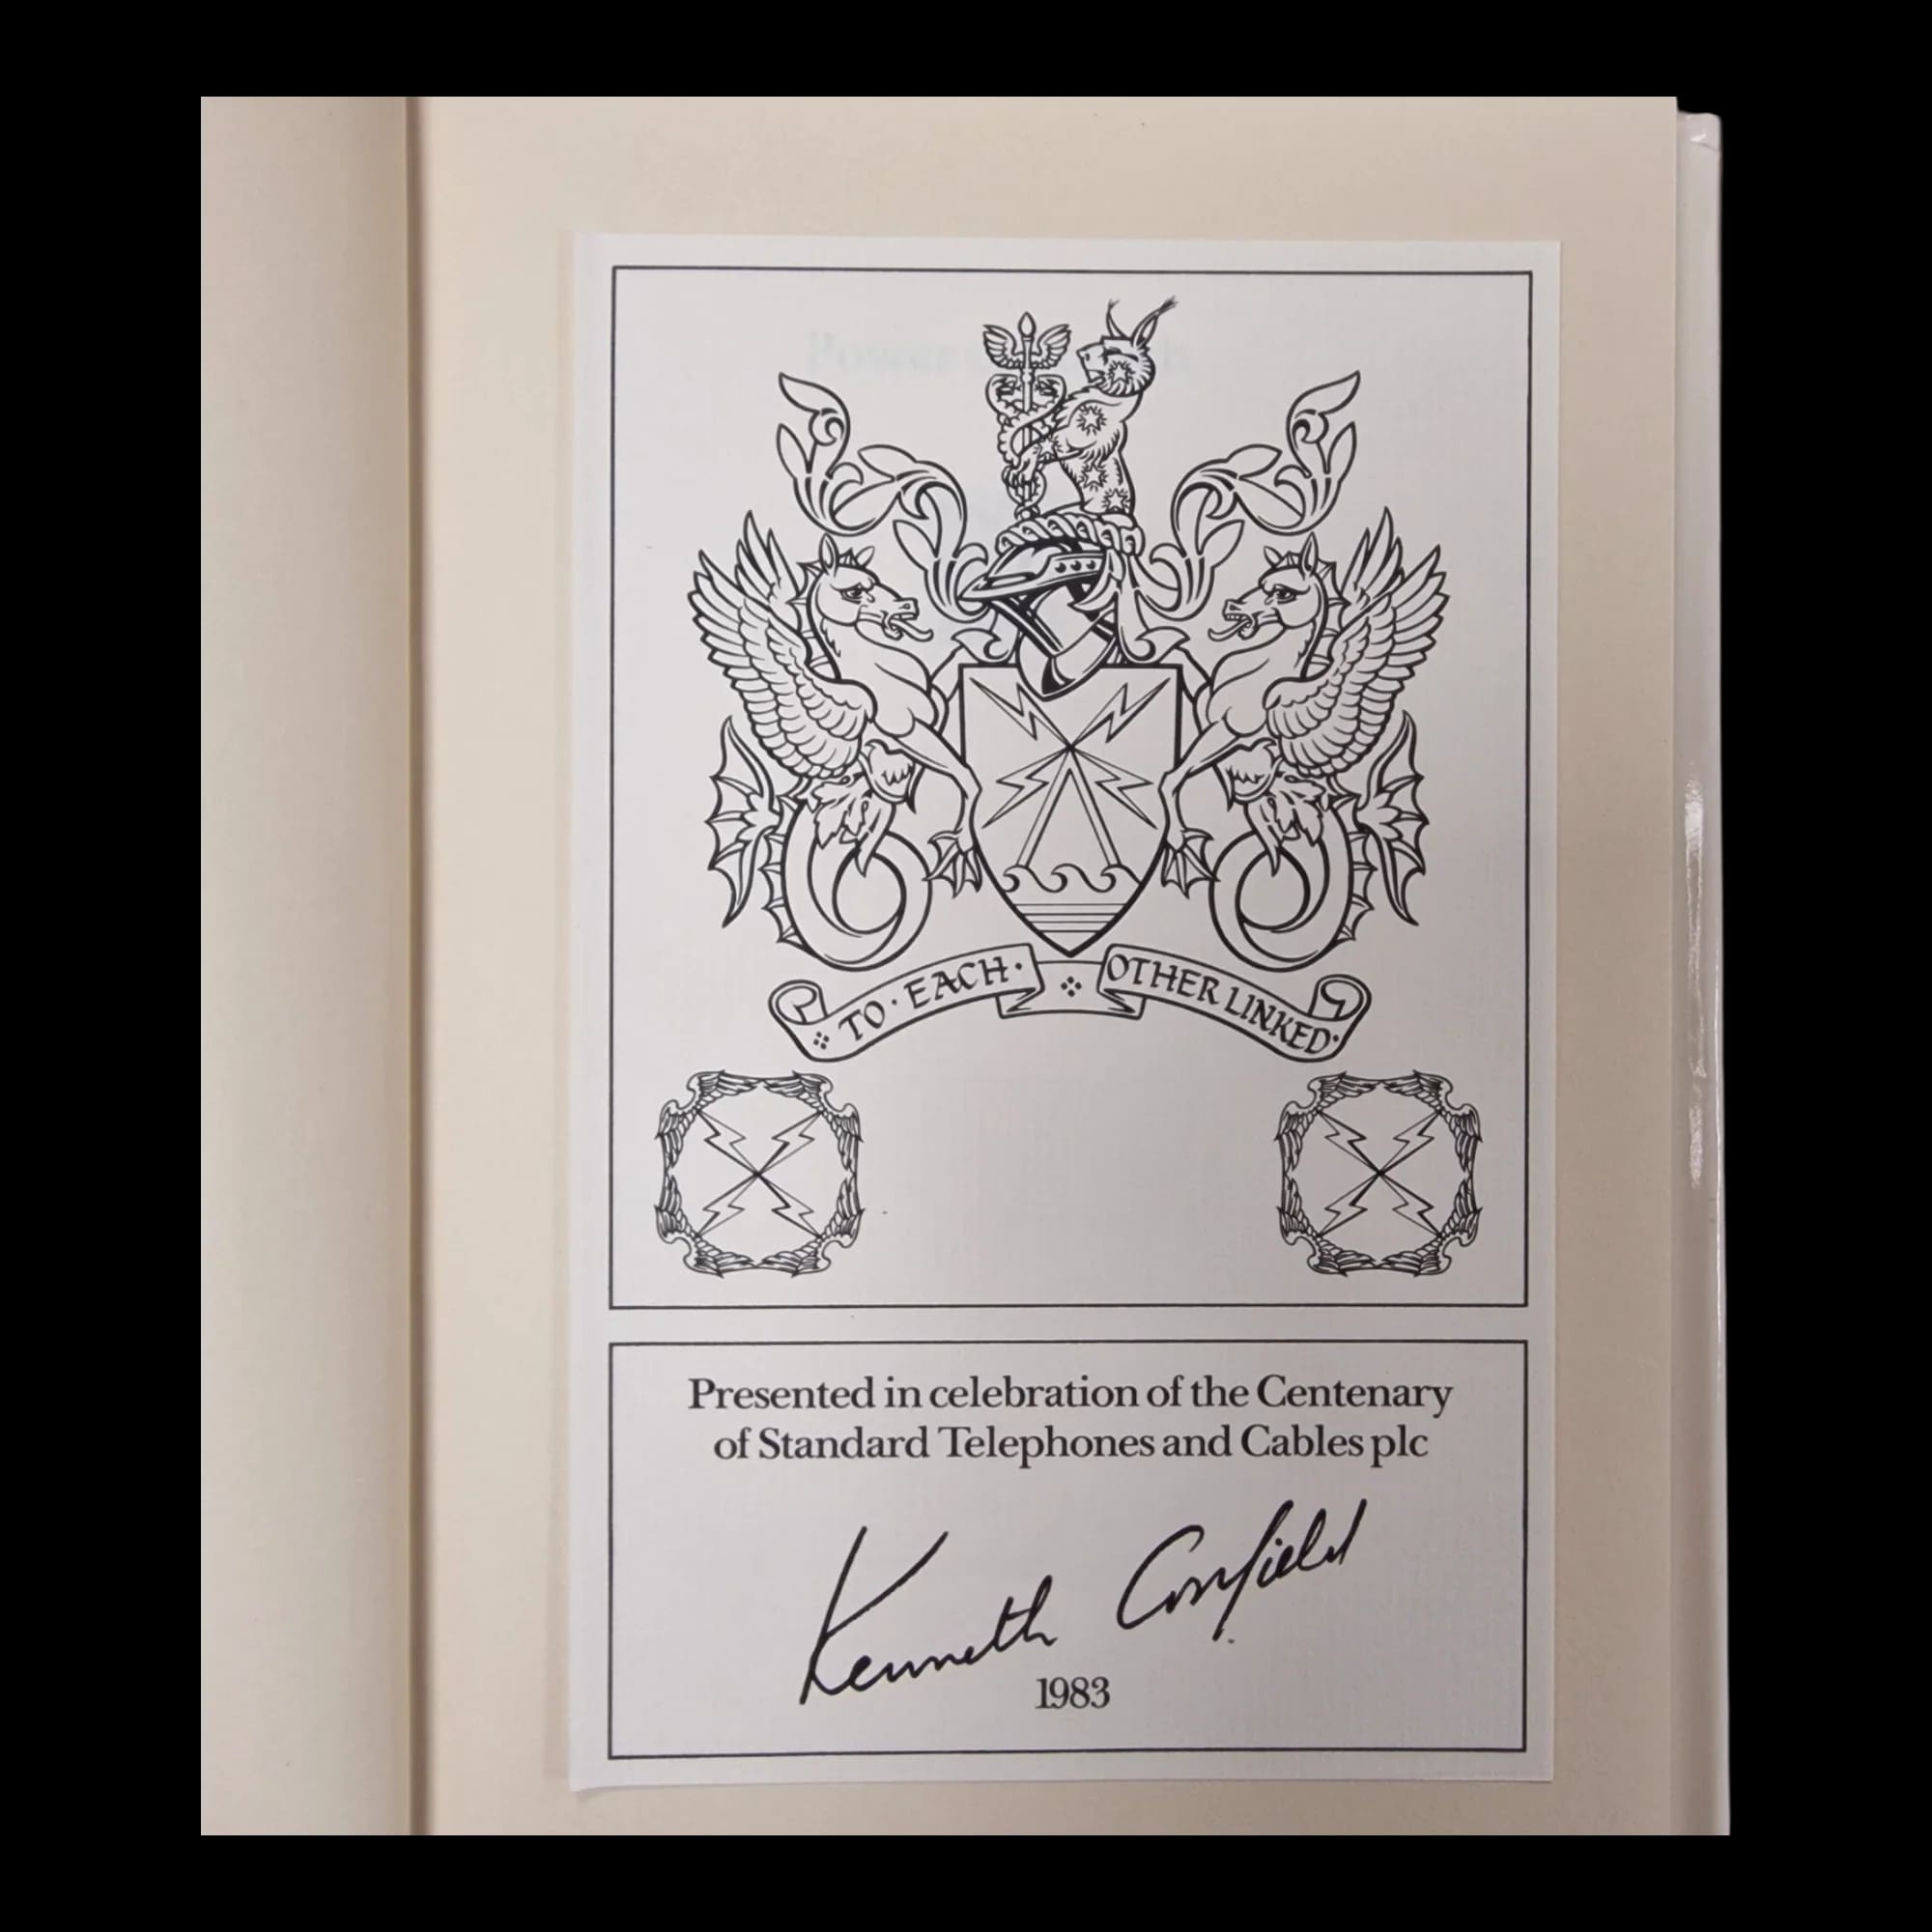 Power
TO · EACH · OTHER LINKED ·
Presented in celebration of the Centenary
of Standard Telephones and Cables plc
Kenneth Corfield
1983